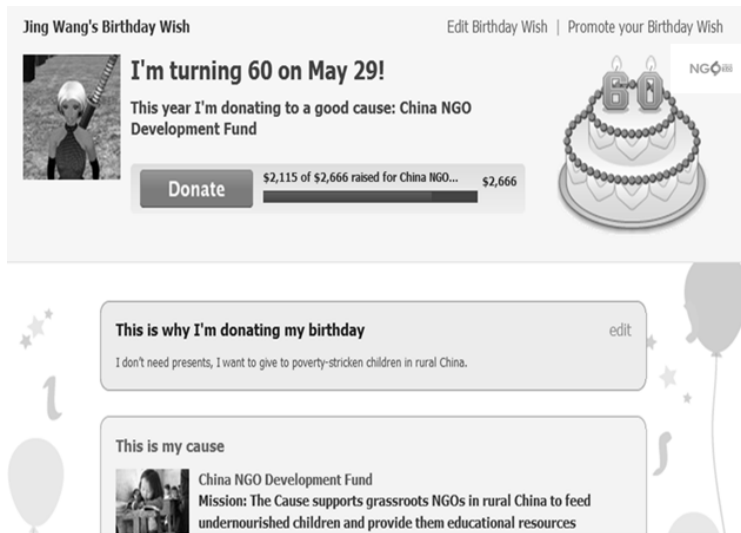 Jing Wang's Birthday Wish
Edit Birthday Wish | Promote your Birthday Wish
I'm turning 60 on May 29!
This year I'm donating to a good cause: China NGO
Development Fund
Donate
$2,115 of $2,666 raised for China NGO...
$2,666
60
NGO
This is why I'm donating my birthday
edit
I don't need presents, I want to give to poverty-stricken children in rural China.
This is my cause
China NGO Development Fund
Mission: The Cause supports grassroots NGOs in rural China to feed
undernourished children and provide them educational resources